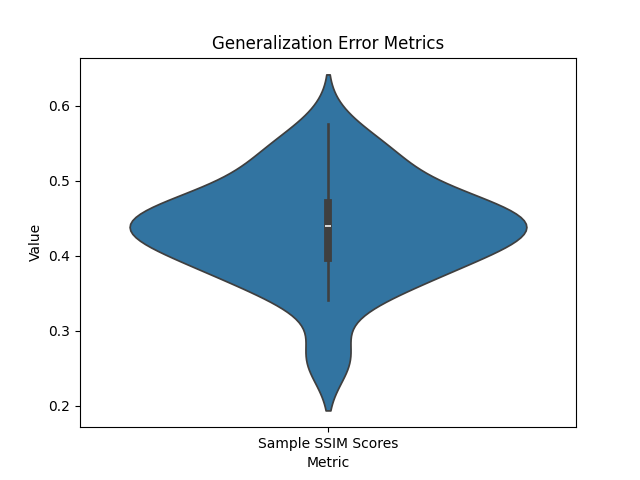 Generalization Error Metrics
0.6
0.5
0.4
0.3
0.2
Value
Sample SSIM Scores
Metric